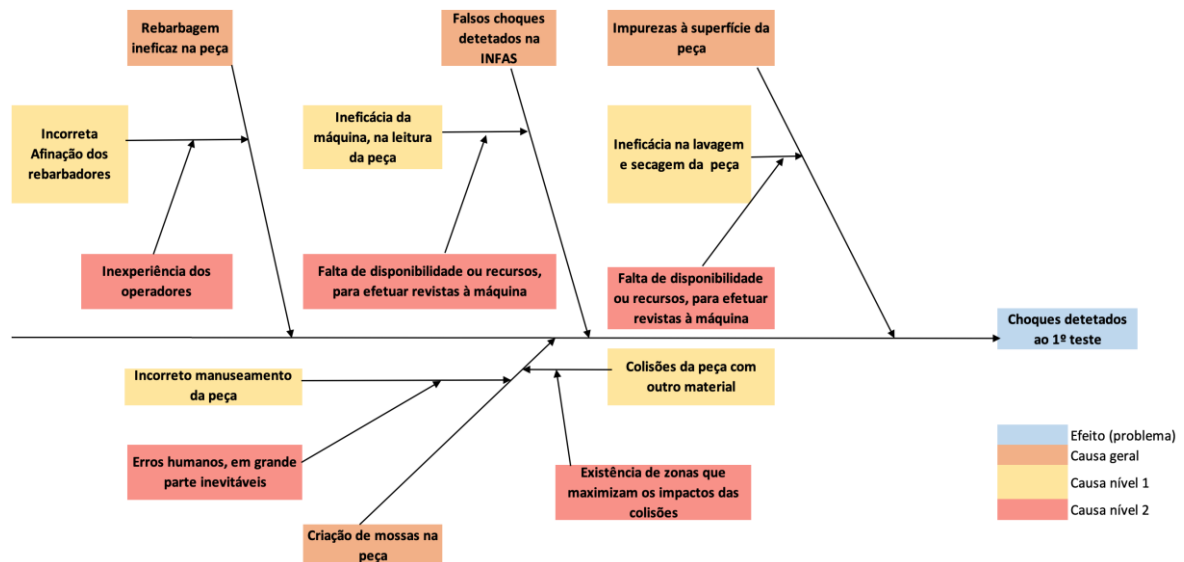 Rebarbagem
ineficaz na peça
Falsos choques
detetados na
INFAS
Impurezas à superfície da
peça
Incorreta
Afinação dos
rebarbadores
Ineficácia da
máquina, na leitura
da peça
Ineficácia na lavagem
e secagem da peça
Inexperiência dos
operadores
Falta de disponibilidade ou recursos,
para efetuar revistas à máquina
Falta de disponibilidade
ou recursos, para efetuar
revistas à máquina
Choques detetados
ao 1º teste
Incorreto manuseamento
da peça
Colisões da peça com
outro material
Erros humanos, em grande
parte inevitáveis
Existência de zonas que
maximizam os impactos das
colisões
Criação de mossas na
peça
Efeito (problema)
Causa geral
Causa nível 1
Causa nível 2